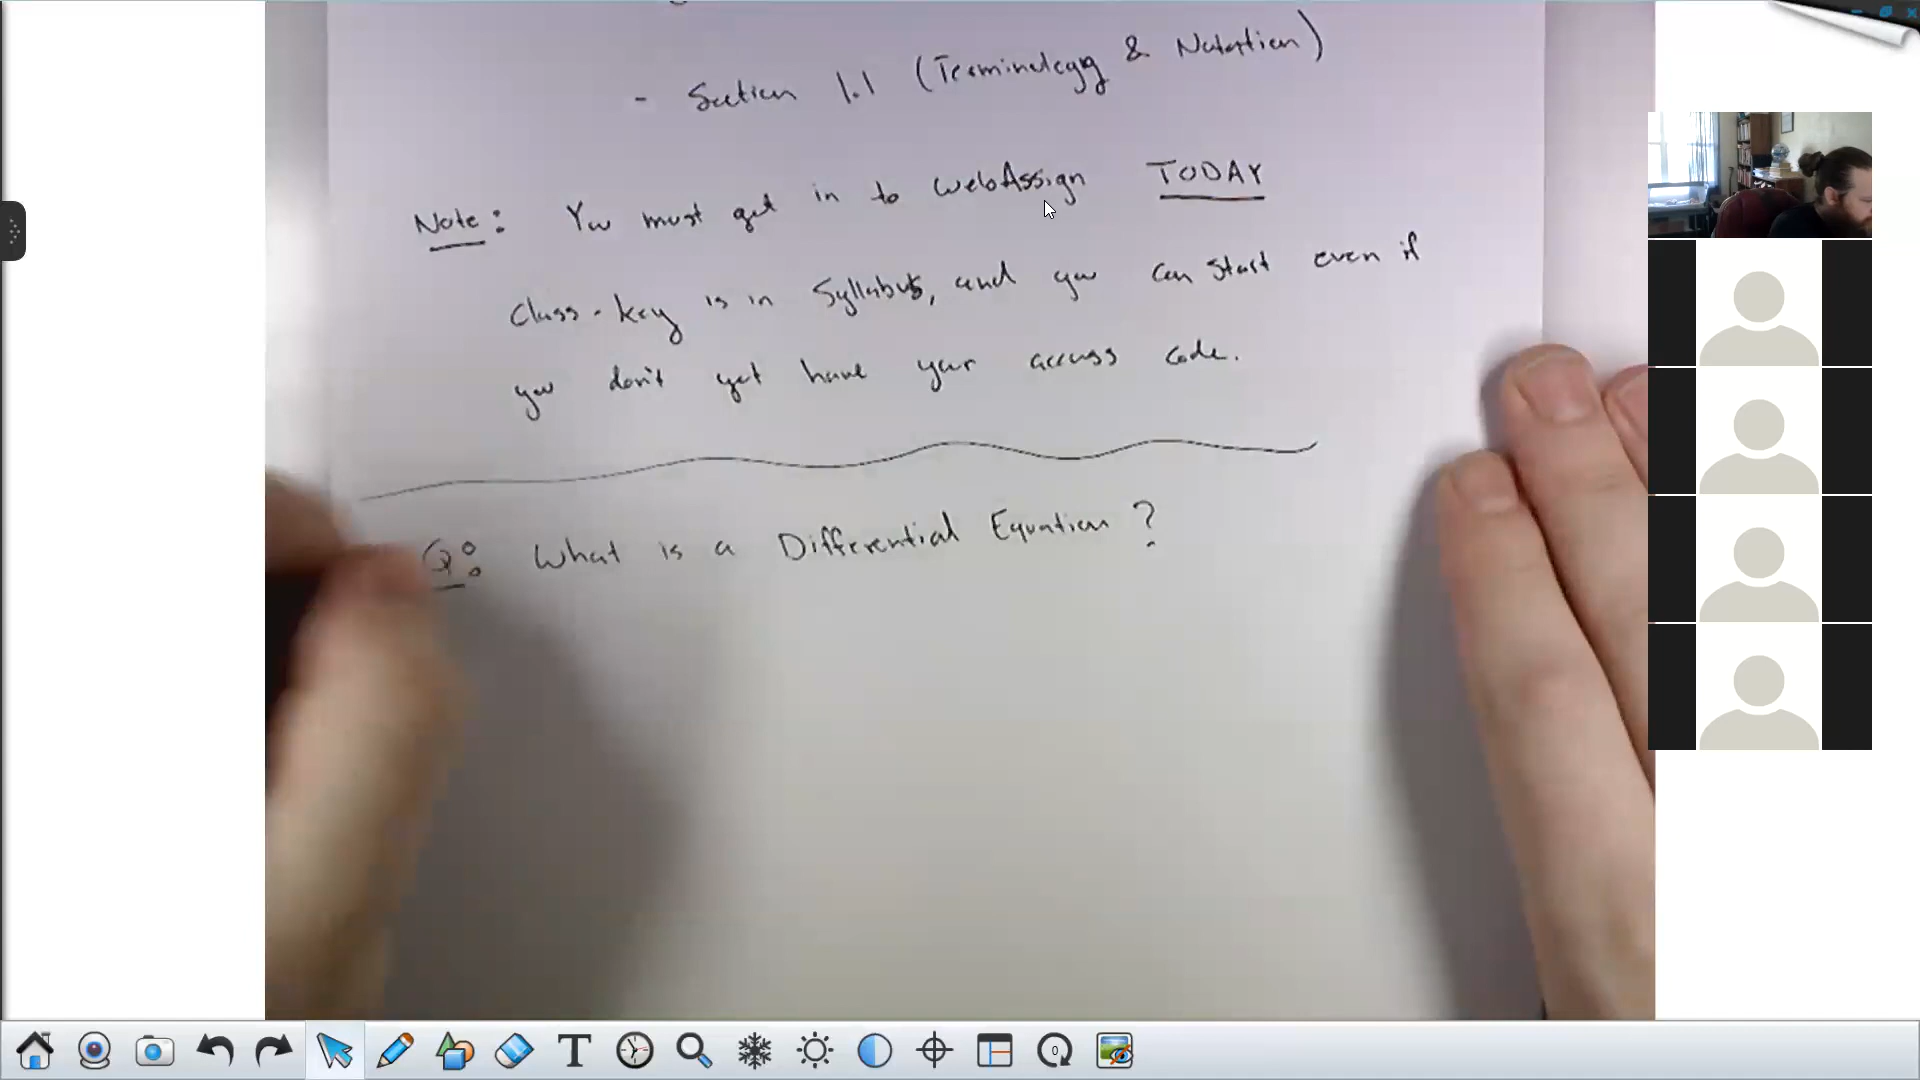 - Section 1.1 (Terminology & Notation)
Note: You must get in to WebAssign TODAY
Class-key is in Syllabus, and you can start even if
you don't yet have your access code.
Q: What is a Differential Equation?
T
0